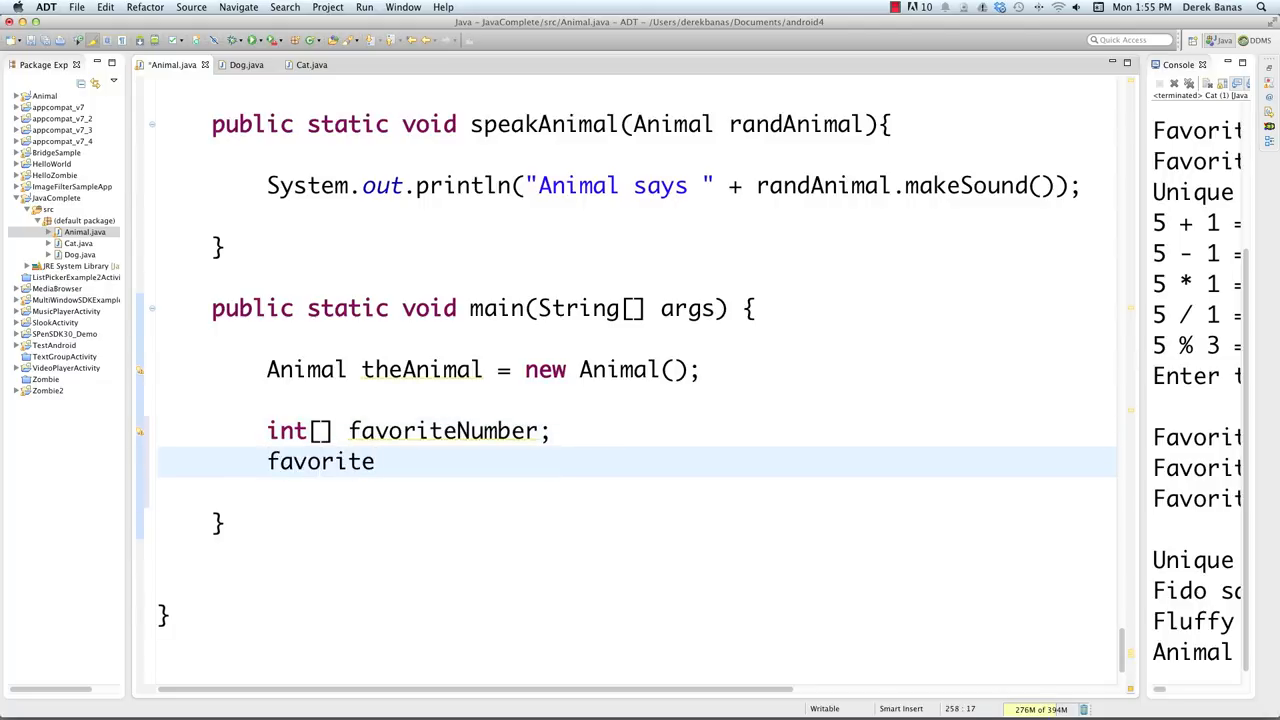 ADT File Edit Refactor Source Navigate Search Project Run Window Help
10 Mon 1:55 PM Derek Banas
Java – JavaComplete/src/Animal.java – ADT – /Users/derekbanas/Documents/android4
Quick Access Java DDMS
Package Exp
Animal
appcompat_v7
appcompat_v7_2
appcompat_v7_3
appcompat_v7_4
BridgeSample
HelloWorld
HelloZombie
ImageFilterSampleApp
JavaComplete
src
(default package)
Animal.java
Cat.java
Dog.java
JRE System Library [Ja
ListPickerExample2Activi
MediaBrowser
MultiWindowSDKExample
MusicPlayerActivity
SlookActivity
SPenSDK30_Demo
TestAndroid
TextGroupActivity
VideoPlayerActivity
Zombie
Zombie2
*Animal.java Dog.java Cat.java
public static void speakAnimal(Animal randAnimal){
System.out.println("Animal says " + randAnimal.makeSound());
}
public static void main(String[] args) {
Animal theAnimal = new Animal();
int[] favoriteNumber;
favorite
}
}
Console
<terminated> Cat (1) [Java
Favorit
Favorit
Unique
5 + 1 =
5 - 1 =
5 * 1 =
5 / 1 =
5 % 3 =
Enter t
Favorit
Favorit
Favorit
Unique
Fido sa
Fluffy
Animal
Writable Smart Insert 258 : 17 276M of 394M